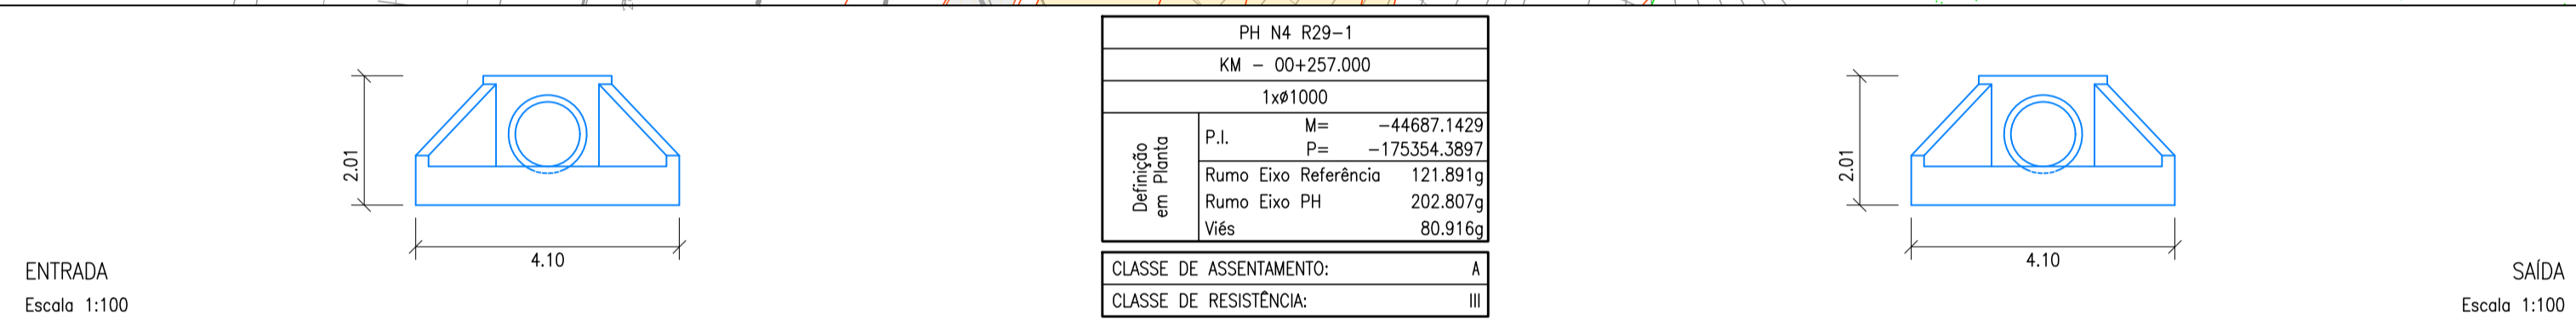 2.01
4.10
ENTRADA
Escala 1:100
PH N4 R29-1
KM - 00+257.000
1xø1000
Definição
em Planta
P.I.
M= -44687.1429
P= -175354.3897
Rumo Eixo Referência 121.891g
Rumo Eixo PH 202.807g
Viés 80.916g
CLASSE DE ASSENTAMENTO: A
CLASSE DE RESISTÊNCIA: III
2.01
4.10
SAÍDA
Escala 1:100